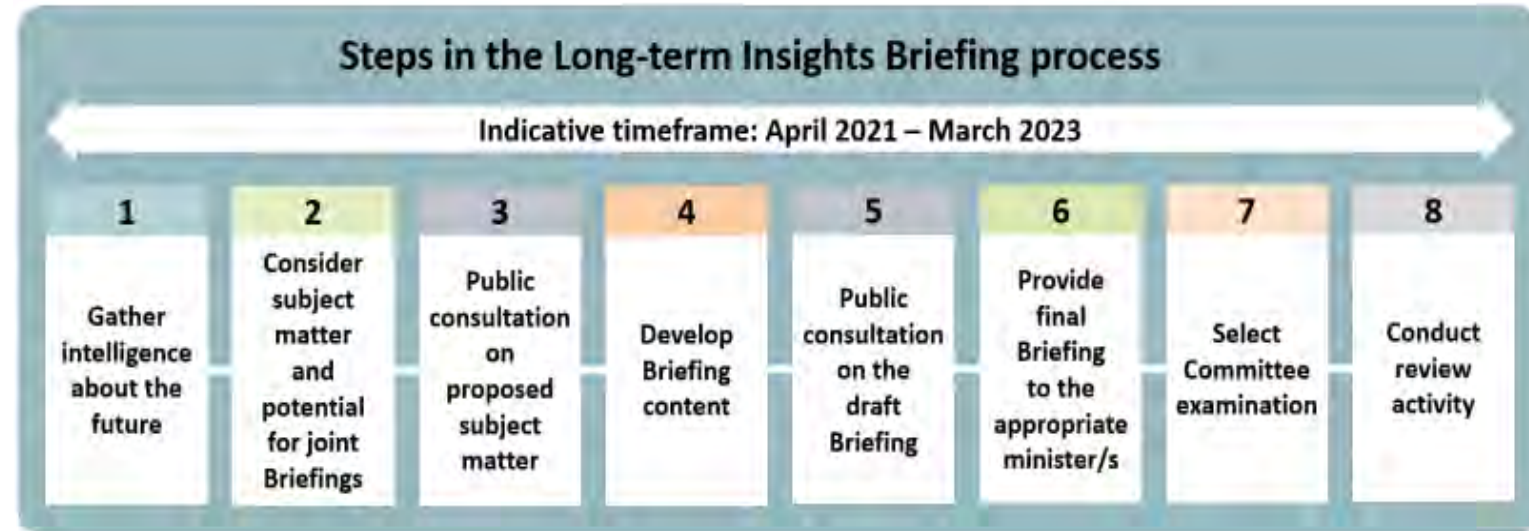 Steps in the Long-term Insights Briefing process
Indicative timeframe: April 2021 – March 2023
1
Gather
intelligence
about the
future
2
Consider
subject
matter
and
potential
for joint
Briefings
3
Public
consultation
on
proposed
subject
matter
4
Develop
Briefing
content
5
Public
consultation
on the
draft
Briefing
6
Provide
final
Briefing
to the
appropriate
minister/s
7
Select
Committee
examination
8
Conduct
review
activity